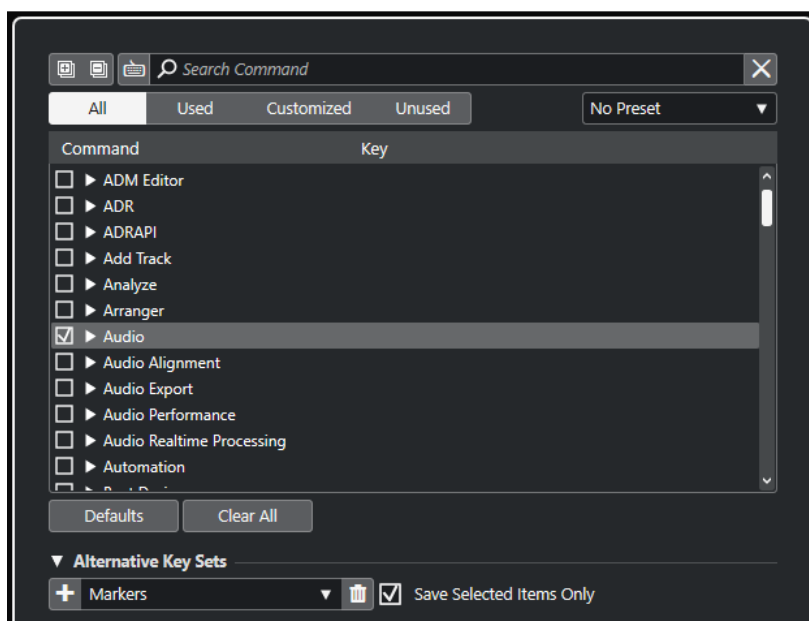 Search Command
All Used Customized Unused No Preset
Command Key
ADM Editor
ADR
ADRAPI
Add Track
Analyze
Arranger
Audio
Audio Alignment
Audio Export
Audio Performance
Audio Realtime Processing
Automation
Defaults Clear All
Alternative Key Sets
Markers Save Selected Items Only